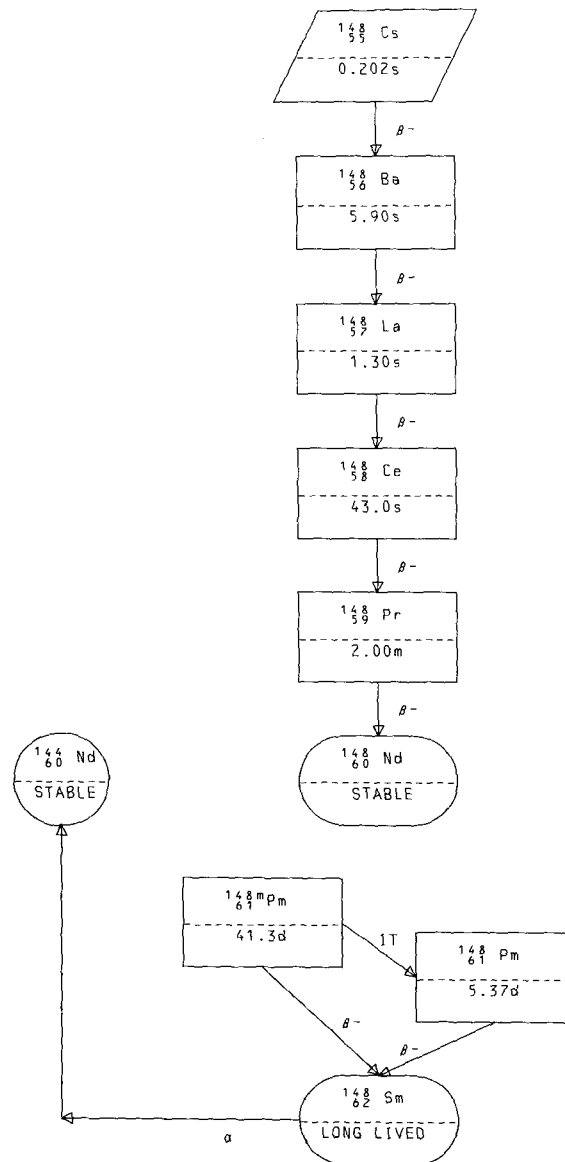 148 55 Cs
0.202s
β-
148 56 Ba
5.90s
β-
148 57 La
1.30s
β-
148 58 Ce
43.0s
β-
148 59 Pr
2.00m
β-
144 60 Nd
STABLE
148 60 Nd
STABLE
148m 61 Pm
41.3d
IT
148 61 Pm
5.37d
β-
β-
148 62 Sm
LONG LIVED
α